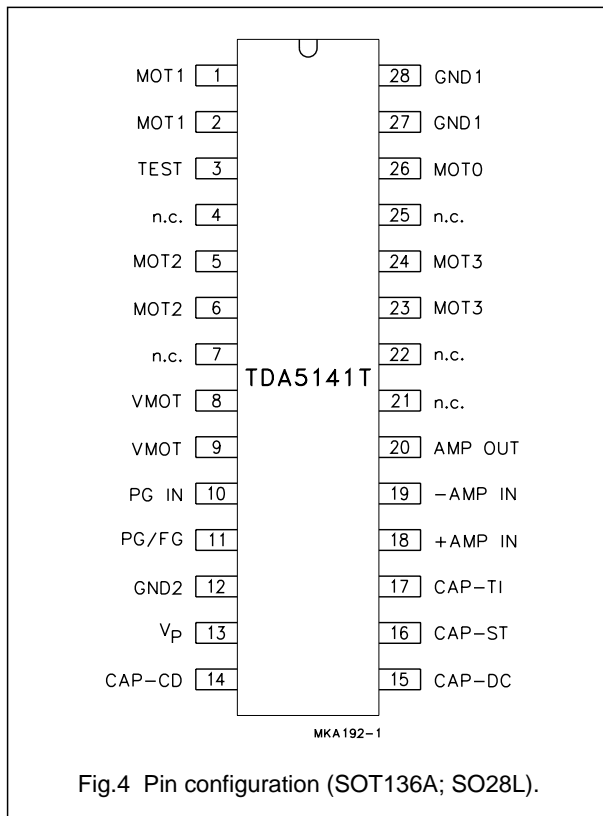 MOT1 1 28 GND1
MOT1 2 27 GND1
TEST 3 26 MOT0
n.c. 4 25 n.c.
MOT2 5 24 MOT3
MOT2 6 23 MOT3
n.c. 7 22 n.c.
TDA5141T
VMOT 8 21 n.c.
VMOT 9 20 AMP OUT
PG IN 10 19 -AMP IN
PG/FG 11 18 +AMP IN
GND2 12 17 CAP-TI
VP 13 16 CAP-ST
CAP-CD 14 15 CAP-DC
MKA192-1
Fig.4 Pin configuration (SOT136A; SO28L).